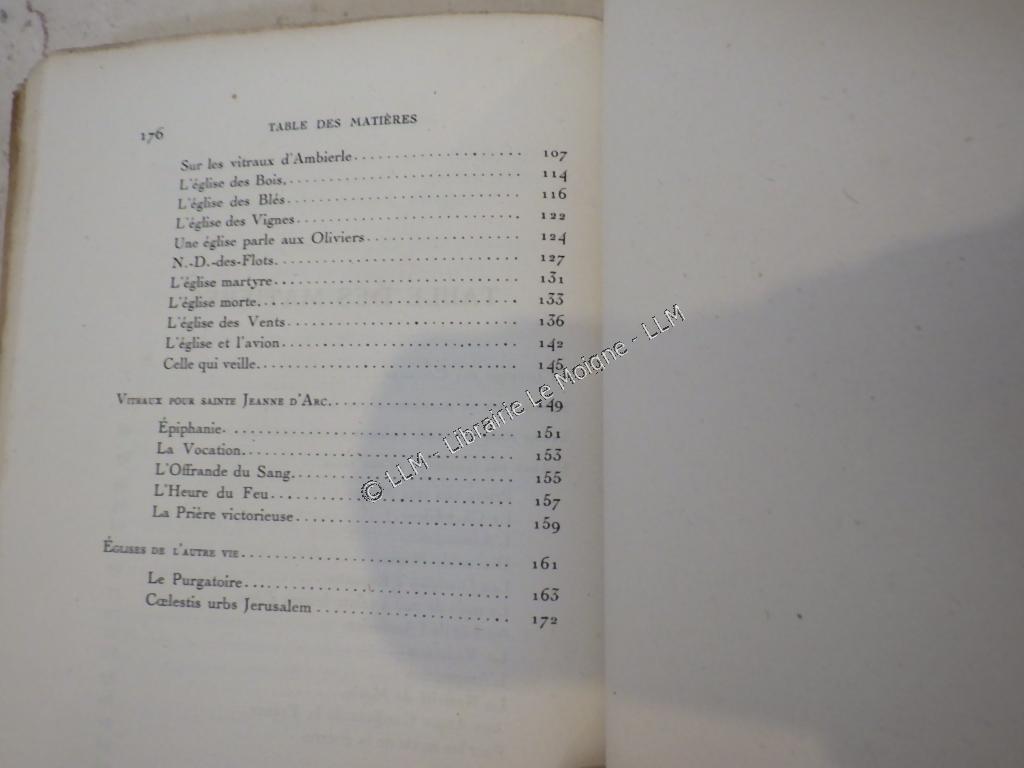 176 TABLE DES MATIÈRES
Sur les vitraux d'Ambierle.................... 107
L'église des Bois............................. 114
L'église des Blés............................. 116
L'église des Vignes........................... 122
Une église parle aux Oliviers................. 124
N.-D.-des-Flots............................... 127
L'église martyre.............................. 131
L'église morte................................ 133
L'église des Vents............................ 136
L'église et l'avion........................... 142
Celle qui veille.............................. 145
Vitraux pour sainte Jeanne d'Arc.............. 149
Épiphanie..................................... 151
La Vocation................................... 153
L'Offrande du Sang............................ 155
L'Heure du Feu................................ 157
La Prière victorieuse......................... 159
Églises de l'autre vie........................ 161
Le Purgatoire................................. 163
Cœlestis urbs Jerusalem....................... 172
© LLM -- Librairie Le Moigne - LLM